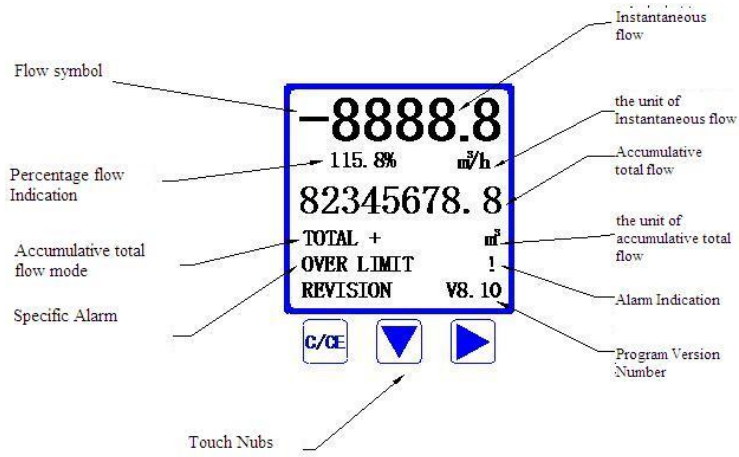 Instantaneous
flow
Flow symbol
-8888.8
the unit of
Instantaneous flow
115.8% m³/h
Percentage flow
Indication
Accumulative
total flow
82345678.8
the unit of
accumulative total
flow
TOTAL + m³
Accumulative total
flow mode
OVER LIMIT !
Alarm Indication
REVISION V8.10
Specific Alarm
C/CE
Program Version
Number
Touch Nubs